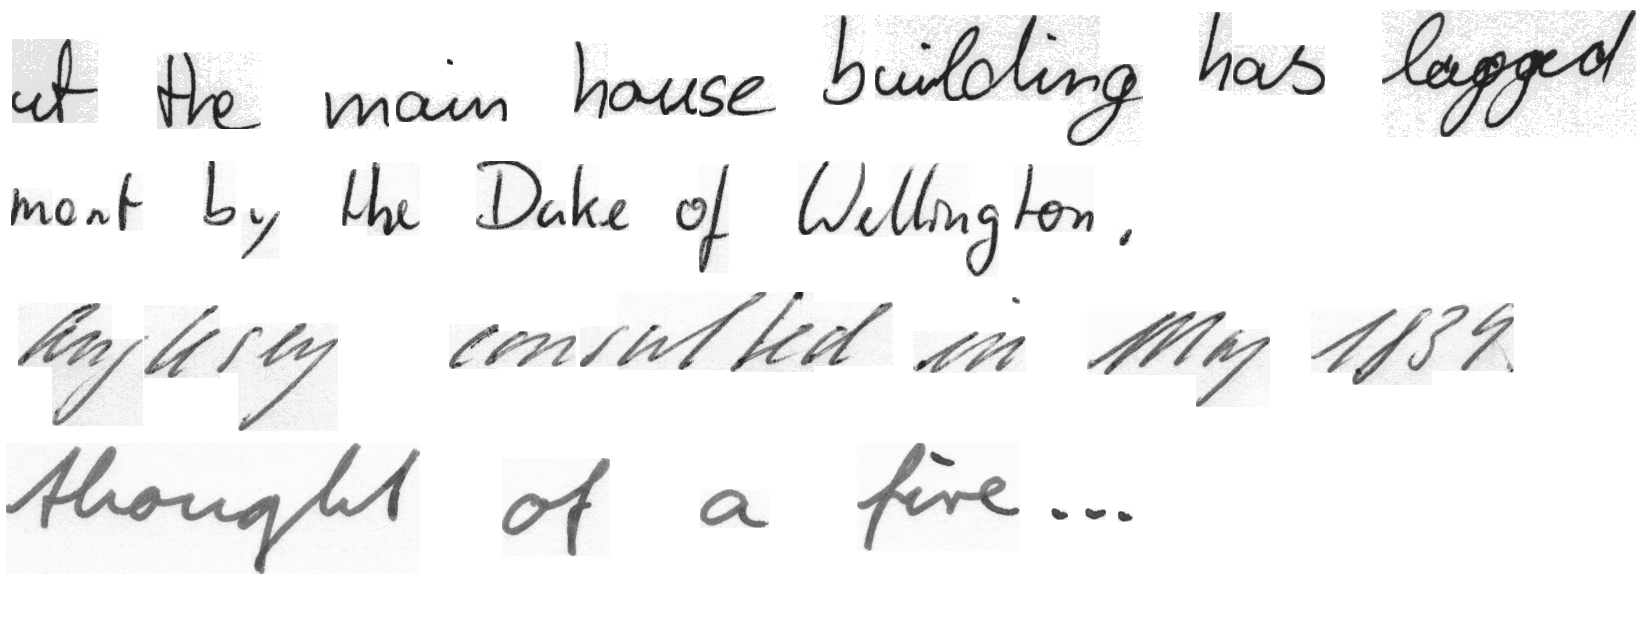 ut the main house building has lagged
ment by the Duke of Wellington.
Anglesey consulted in May 1839
thought of a fire...